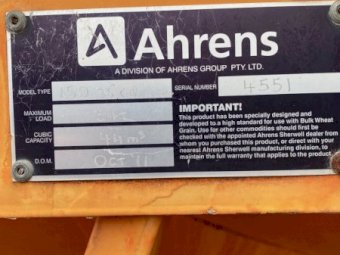 Ahrens
A DIVISION OF AHRENS GROUP PTY. LTD.
MODEL TYPE
SERIAL NUMBER 4551
MAXIMUM
LOAD
CUBIC
CAPACITY
D.O.M. OCT 11
IMPORTANT!
This product has been specially designed and
developed to a high standard for use with Bulk Wheat
Grain. Use for other commodities should first be
checked with the appointed Ahrens Sherwell dealer from
whom you purchased this product, or direct with your
nearest Ahrens Sherwell manufacturing division, to
maintain the full warranty that applies to the product.